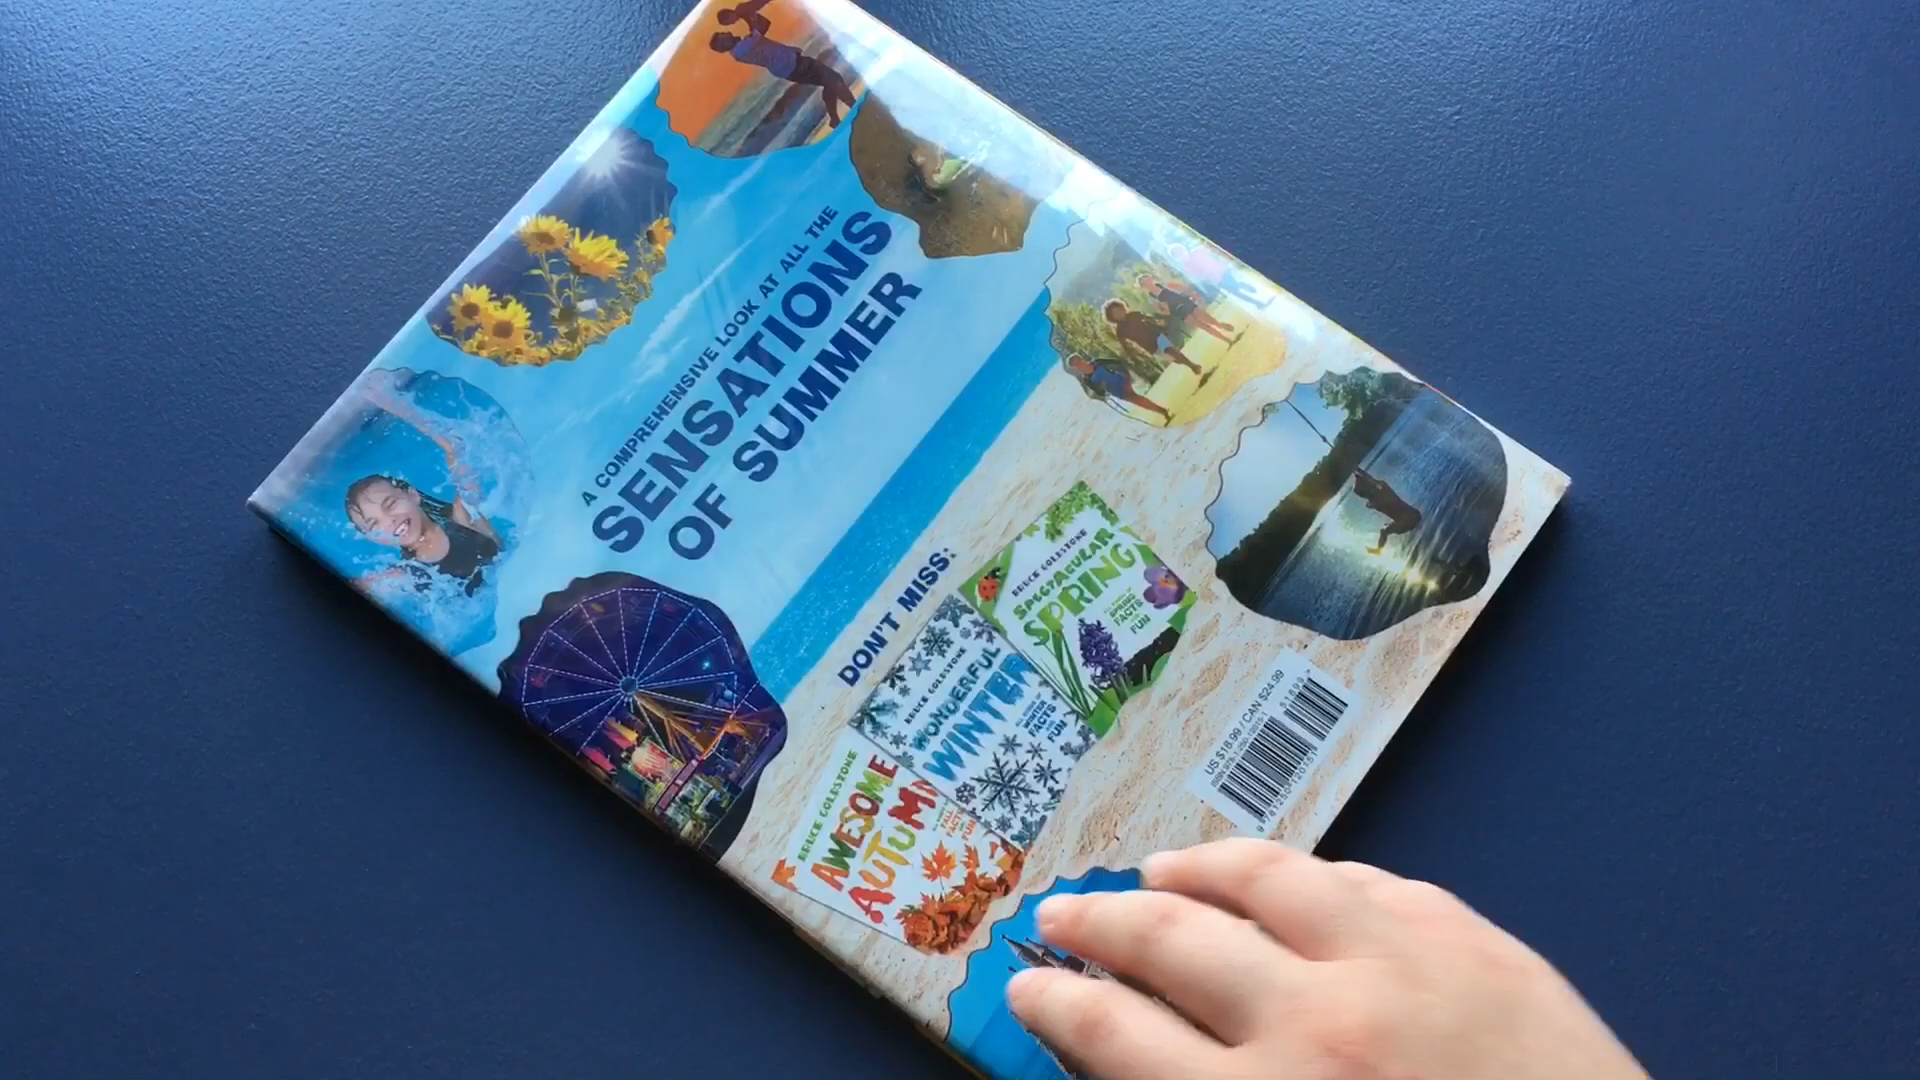 A COMPREHENSIVE LOOK AT ALL THE
SENSATIONS
OF SUMMER
DON'T MISS:
BRUCE GOLDSTONE
SPECTACULAR
SPRING
SPRING
FACTS
FUN
BRUCE GOLDSTONE
WONDERFUL
WINTER
WINTER
FACTS
FUN
BRUCE GOLDSTONE
AWESOME
AUTUMN
FALL
FACTS
FUN
US $18.99 / CAN $24.99